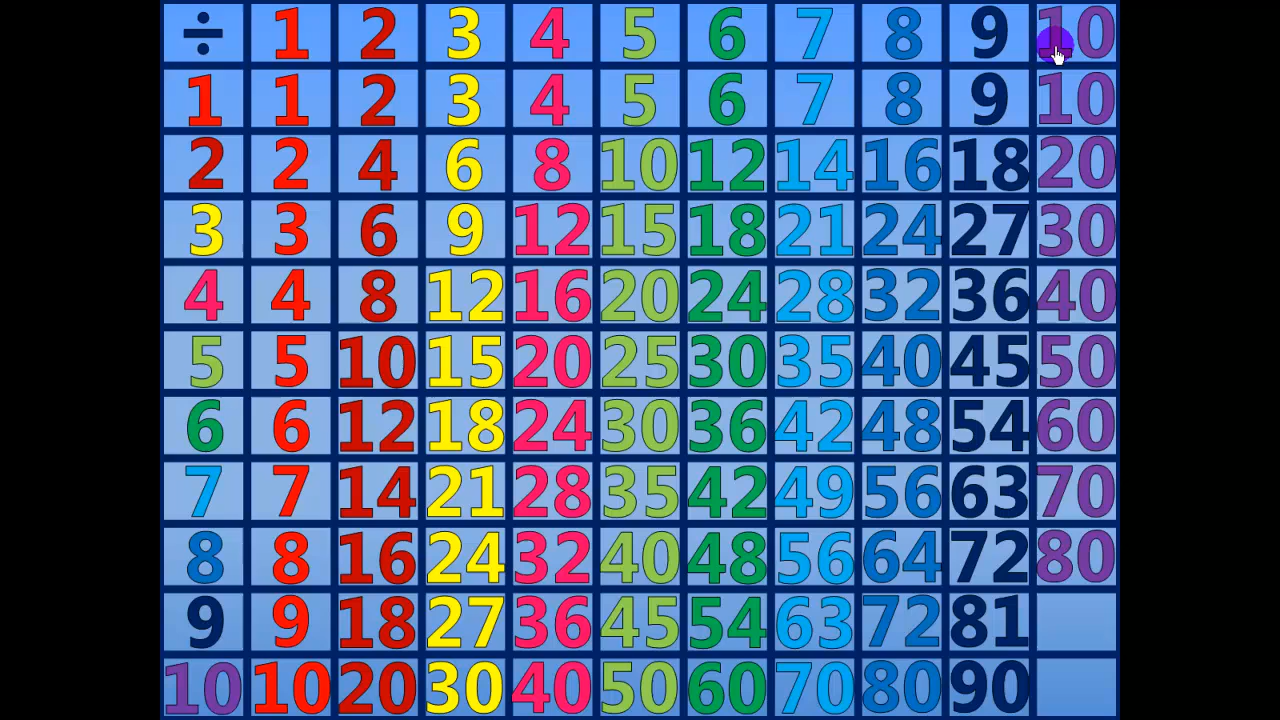 ÷ 1 2 3 4 5 6 7 8 9 10
1 1 2 3 4 5 6 7 8 9 10
2 2 4 6 8 10 12 14 16 18 20
3 3 6 9 12 15 18 21 24 27 30
4 4 8 12 16 20 24 28 32 36 40
5 5 10 15 20 25 30 35 40 45 50
6 6 12 18 24 30 36 42 48 54 60
7 7 14 21 28 35 42 49 56 63 70
8 8 16 24 32 40 48 56 64 72 80
9 9 18 27 36 45 54 63 72 81
10 10 20 30 40 50 60 70 80 90